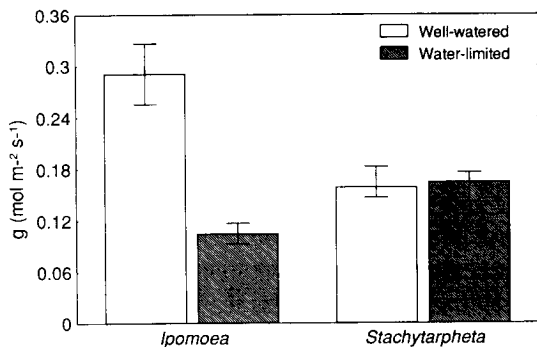 0.36
0.3
0.24
0.18
0.12
0.06
0
g (mol m-² s-¹)
Well-watered
Water-limited
Ipomoea
Stachytarpheta